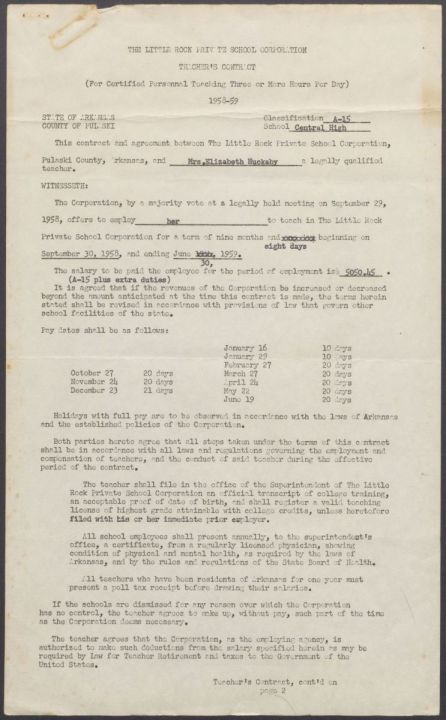 THE LITTLE ROCK PRIVATE SCHOOL CORPORATION
TEACHER'S CONTRACT
(For Certified Personnel Teaching Three or More Hours Per Day)
1958-59
STATE OF ARKANSAS Classification A-15
COUNTY OF PULASKI School Central High
This contract and agreement between The Little Rock Private School Corporation,
Pulaski County, Arkansas, and Mrs. Elizabeth Huckaby a legally qualified
teacher.
WITNESSETH:
The Corporation, by a majority vote at a legally held meeting on September 29,
1958, offers to employ her to teach in The Little Rock
Private School Corporation for a term of nine months and beginning on
eight days
September 30, 1958, and ending June 1959.
30,
The salary to be paid the employee for the period of employment is$ 5050.45 .
(A-15 plus extra duties)
It is agreed that if the revenues of the Corporation be increased or decreased
beyond the amount anticipated at the time this contract is made, the terms herein
stated shall be revised in accordance with provisions of law that govern other
school facilities of the state.
Pay dates shall be as follows:
January 16 10 days
January 29 10 days
February 27 20 days
October 27 20 days March 27 20 days
November 24 20 days April 24 20 days
December 23 21 days May 22 20 days
June 19 20 days
Holidays with full pay are to be observed in accordance with the laws of Arkansas
and the established policies of the Corporation.
Both parties hereto agree that all steps taken under the terms of this contract
shall be in accordance with all laws and regulations governing the employment and
compensation of teachers, and the conduct of said teacher during the effective
period of the contract.
The teacher shall file in the office of the Superintendent of The Little
Rock Private School Corporation an official transcript of college training,
an acceptable proof of date of birth, and shall register a valid teaching
license of highest grade attainable with college credits, unless heretofore
filed with his or her immediate prior employer.
All school employees shall present annually, to the superintendent's
office, a certificate, from a regularly licensed physician, showing
condition of physical and mental health, as required by the laws of
Arkansas, and by the rules and regulations of the State Board of Health.
All teachers who have been residents of Arkansas for one year must
present a poll tax receipt before drawing their salaries.
If the schools are dismissed for any reason over which the Corporation
has no control, the teacher agrees to make up, without pay, such part of the time
as the Corporation deems necessary.
The teacher agrees that the Corporation, as the employing agency, is
authorized to make such deductions from the salary specified herein as may be
required by Law for Teacher Retirement and taxes to the Government of the
United States.
Teacher's Contract, cont'd on
page 2